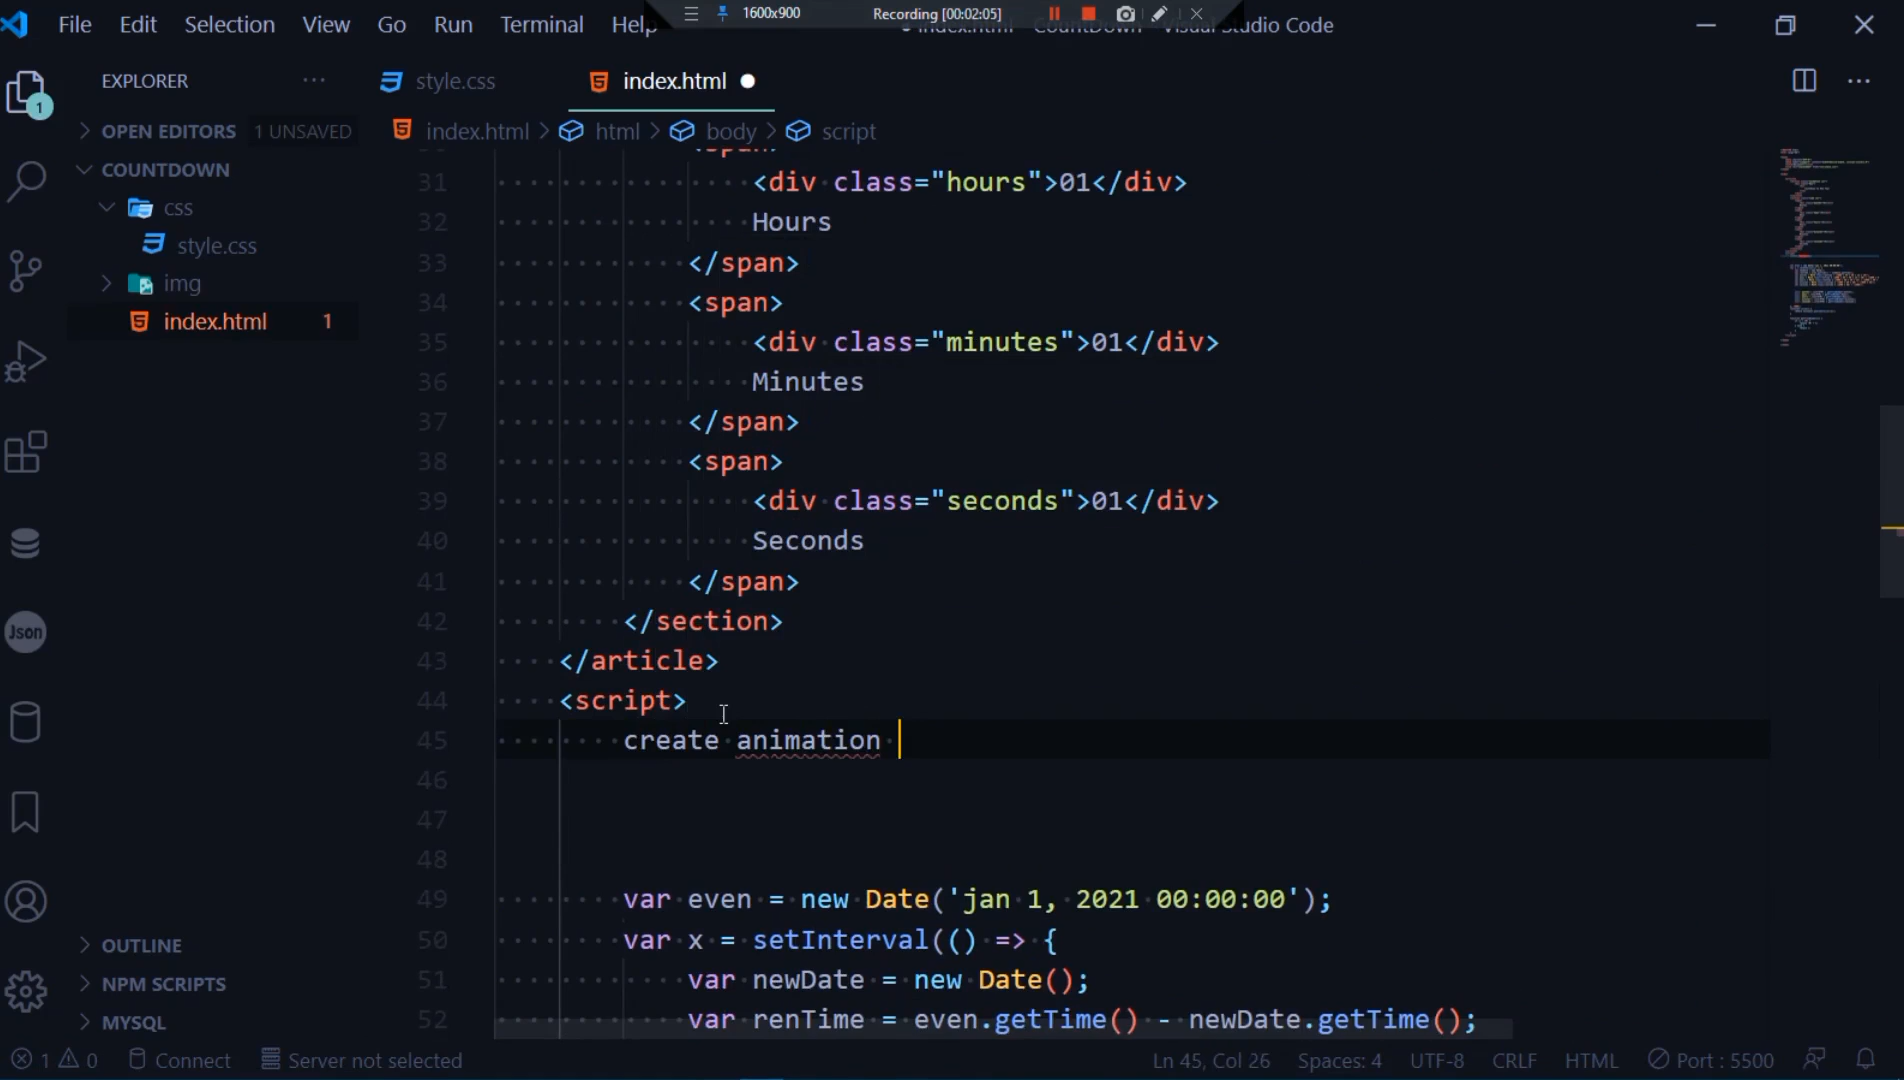 File Edit Selection View Go Run Terminal Help
1600x900 Recording [00:02:05]
index.html CountDown Visual Studio Code
EXPLORER
style.css
index.html
1
OPEN EDITORS 1 UNSAVED
index.html > html > body > script
COUNTDOWN
css
style.css
img
index.html 1
31 <div class="hours">01</div>
32 Hours
33 </span>
34 <span>
35 <div class="minutes">01</div>
36 Minutes
37 </span>
38 <span>
39 <div class="seconds">01</div>
40 Seconds
41 </span>
42 </section>
43 </article>
44 <script>
45 create animation
46
47
48
49 var even = new Date('jan 1, 2021 00:00:00');
50 var x = setInterval(() => {
51 var newDate = new Date();
52 var renTime = even.getTime() - newDate.getTime();
Json
OUTLINE
NPM SCRIPTS
MYSQL
1 0 Connect Server not selected
Ln 45, Col 26 Spaces: 4 UTF-8 CRLF HTML Port : 5500